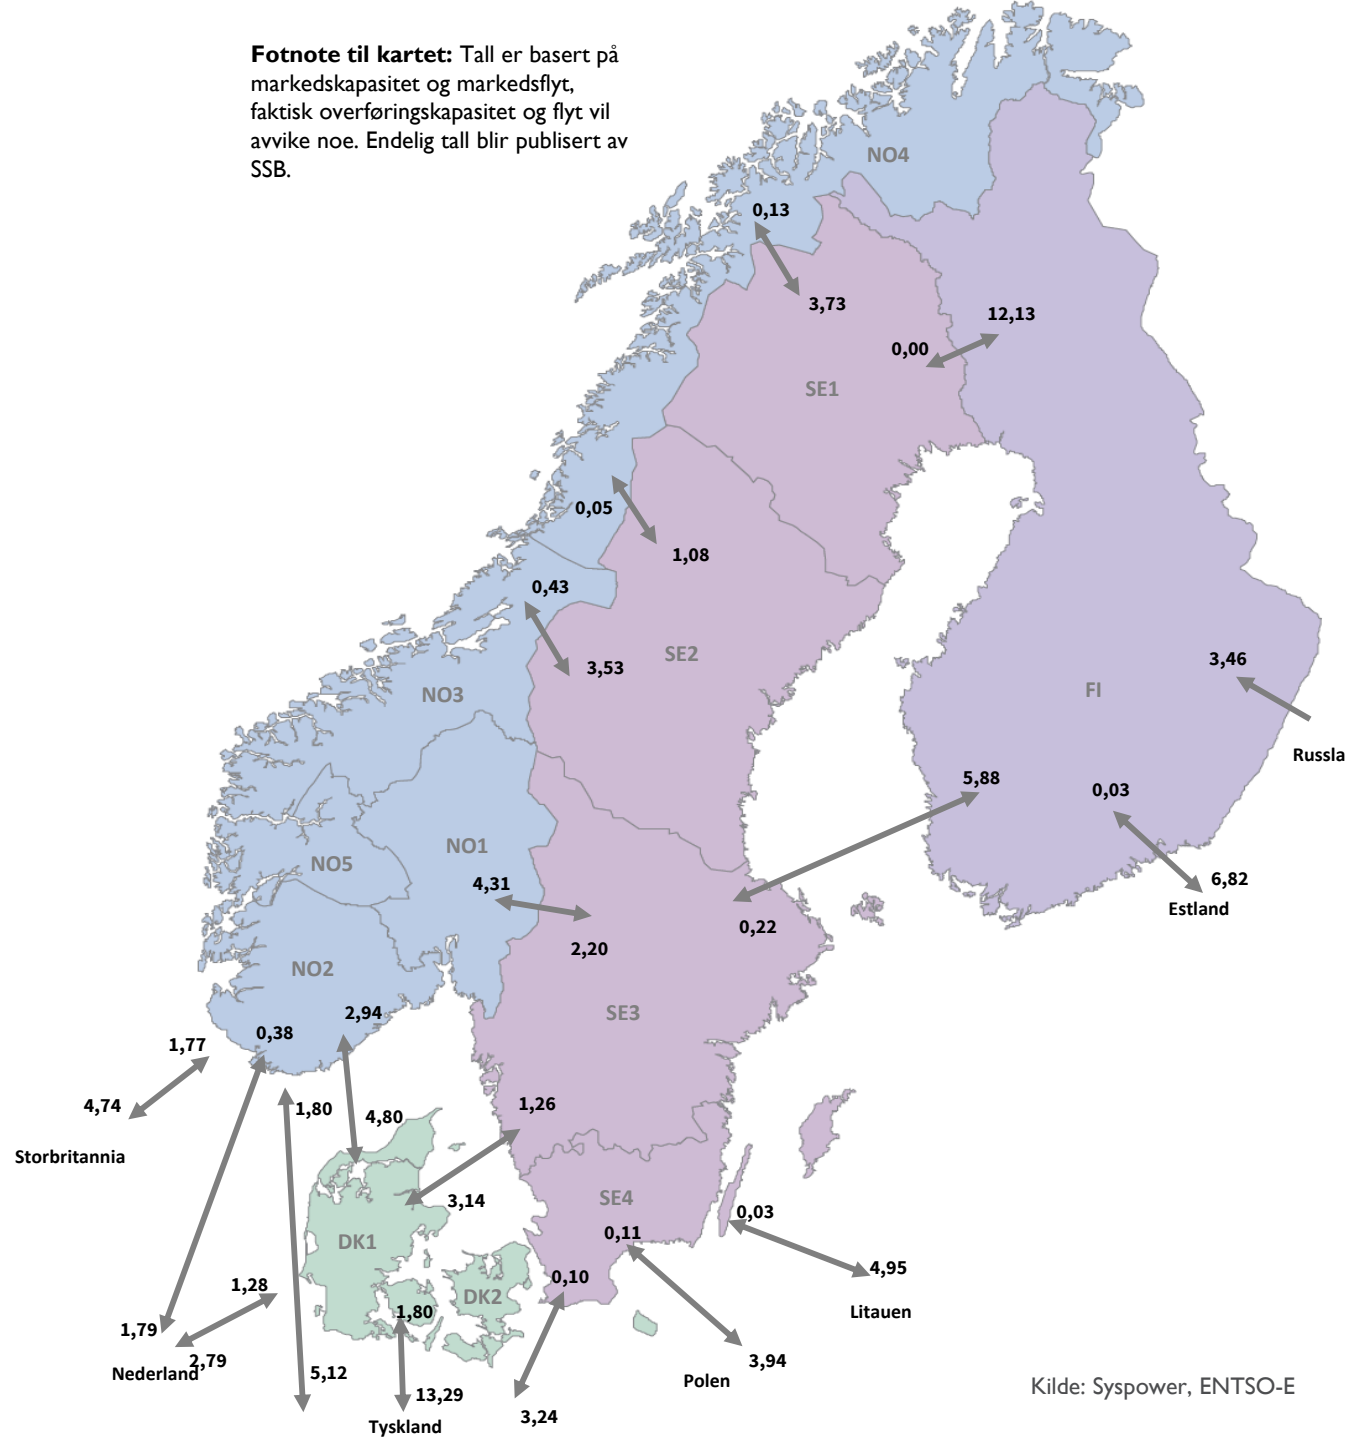 Fotnote til kartet: Tall er basert på
markedskapasitet og markedsflyt,
faktisk overføringskapasitet og flyt vil
avvike noe. Endelig tall blir publisert av
SSB.
NO4
0,13
3,73
12,13
0,00
SE1
0,05
1,08
0,43
SE2
3,53
3,46
NO3
FI
Russla
5,88
0,03
NO1
NO5
4,31
6,82
Estland
0,22
2,20
NO2
2,94
SE3
0,38
1,77
4,74
1,80
4,80
1,26
Storbritannia
SE4
3,14
0,03
0,11
DK1
4,95
0,10
1,28
DK2
1,80
Litauen
1,79
2,79
Nederland
5,12
3,94
Polen
13,29
Kilde: Syspower, ENTSO-E
3,24
Tyskland